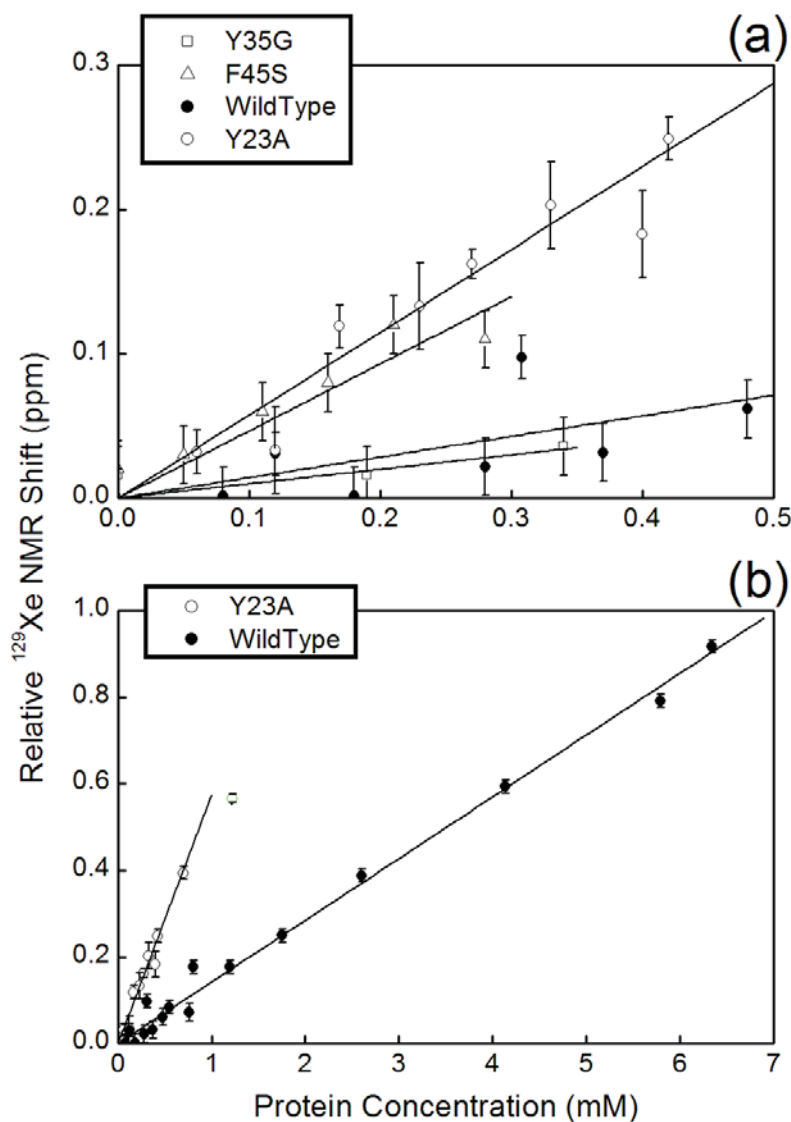 (a)
Y35G
F45S
WildType
Y23A
0.3
0.2
0.1
0.0
0.0 0.1 0.2 0.3 0.4 0.5
Relative ¹²⁹Xe NMR Shift (ppm)
(b)
Y23A
WildType
1.0
0.8
0.6
0.4
0.2
0.0
0 1 2 3 4 5 6 7
Protein Concentration (mM)